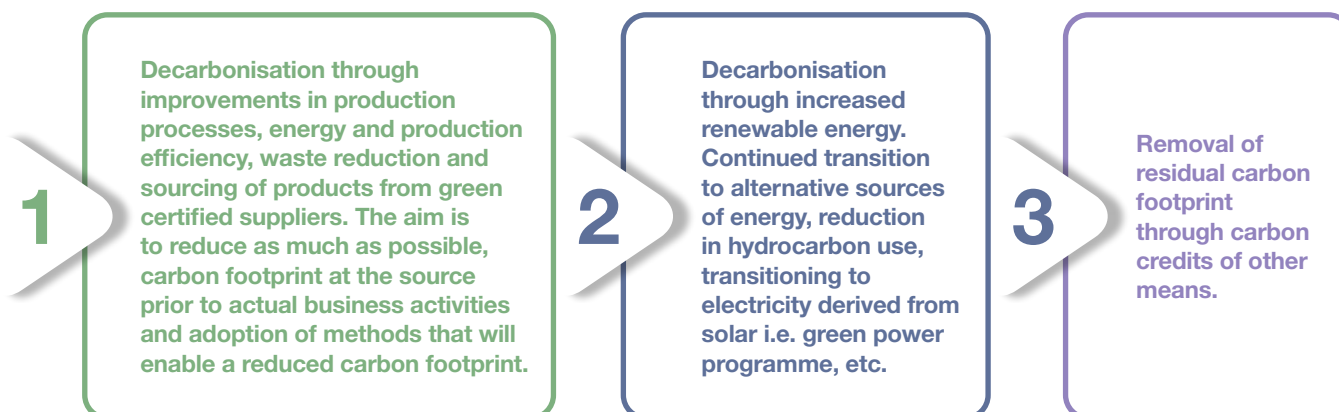 1
Decarbonisation through
improvements in production
processes, energy and production
efficiency, waste reduction and
sourcing of products from green
certified suppliers. The aim is
to reduce as much as possible,
carbon footprint at the source
prior to actual business activities
and adoption of methods that will
enable a reduced carbon footprint.
2
Decarbonisation
through increased
renewable energy.
Continued transition
to alternative sources
of energy, reduction
in hydrocarbon use,
transitioning to
electricity derived from
solar i.e. green power
programme, etc.
3
Removal of
residual carbon
footprint
through carbon
credits of other
means.